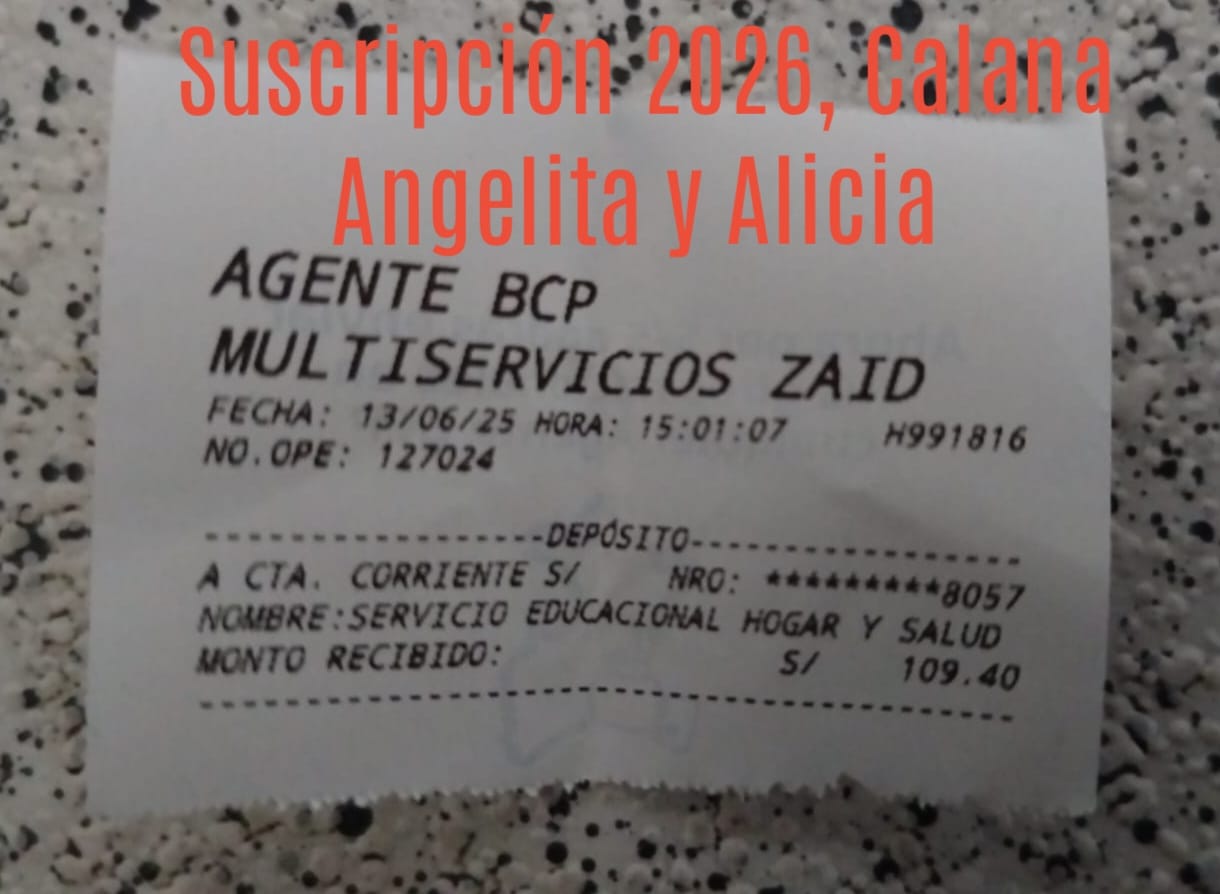 Suscripción 2026, Calana
Angelita y Alicia
AGENTE BCP
MULTISERVICIOS ZAID
FECHA: 13/06/25 HORA: 15:01:07 H991816
NO.OPE: 127024
-----------------DEPÓSITO-----------------
A CTA. CORRIENTE S/ NRO: *********8057
NOMBRE:SERVICIO EDUCACIONAL HOGAR Y SALUD
MONTO RECIBIDO: S/ 109.40